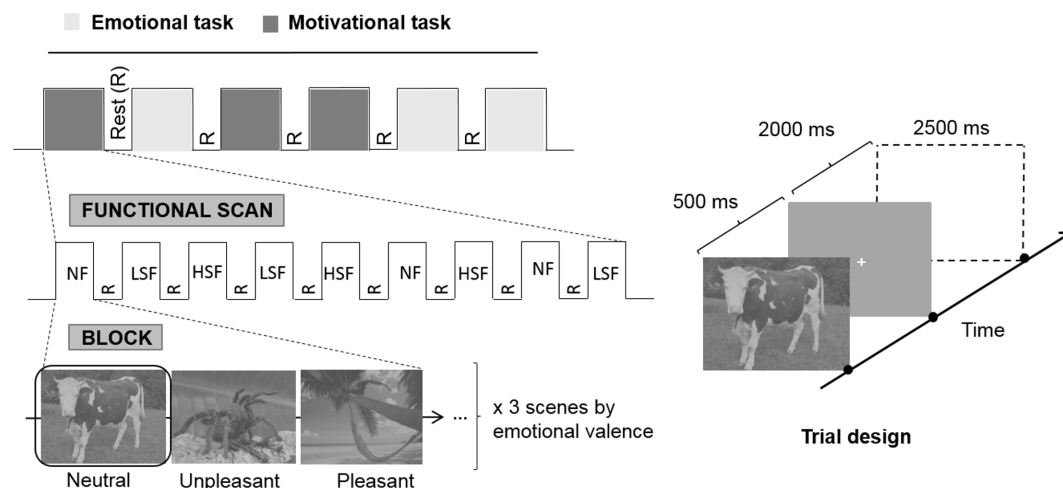 Emotional task
Motivational task
Rest (R)
R
R
R
R
FUNCTIONAL SCAN
NF
R
LSF
R
HSF
R
LSF
R
HSF
R
NF
R
HSF
R
NF
R
LSF
BLOCK
...
x 3 scenes by
emotional valence
Neutral
Unpleasant
Pleasant
2000 ms
2500 ms
500 ms
Time
Trial design